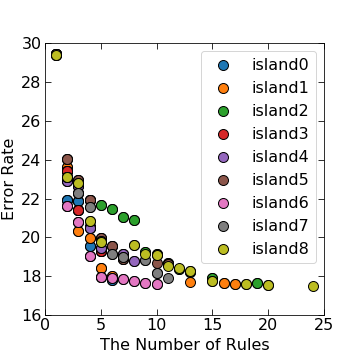 30
28
26
24
22
20
18
16
Error Rate
island0
island1
island2
island3
island4
island5
island6
island7
island8
0 5 10 15 20 25
The Number of Rules